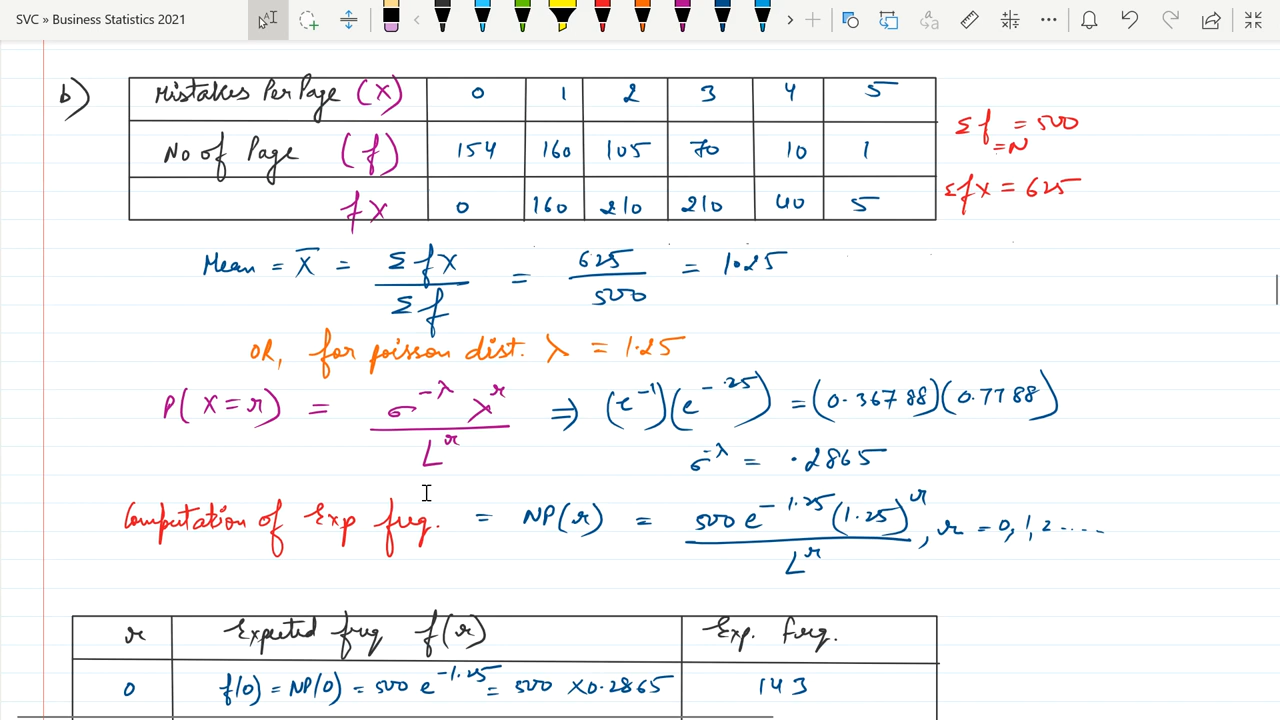 SVC » Business Statistics 2021
b)
Mistakes Per Page (X) 0 1 2 3 4 5
No of Page (f) 154 160 105 70 10 1
fX 0 160 210 210 40 5
Σf = 500
= N
ΣfX = 625
Mean = X̄ = ΣfX / Σf = 625 / 500 = 1.25
OR, for poisson dist. λ = 1.25
P(X=r) = e^-λ λ^r / L^r ⇒ (e^-1)(e^-.25) = (0.36788)(0.7788)
e^-λ = .2865
Computation of Exp freq. = NP(r) = 500 e^-1.25 (1.25)^r / L^r , r = 0, 1, 2 ....
r Expected freq f(r) Exp. freq.
0 f(0) = NP(0) = 500 e^-1.25 = 500 X 0.2865 143